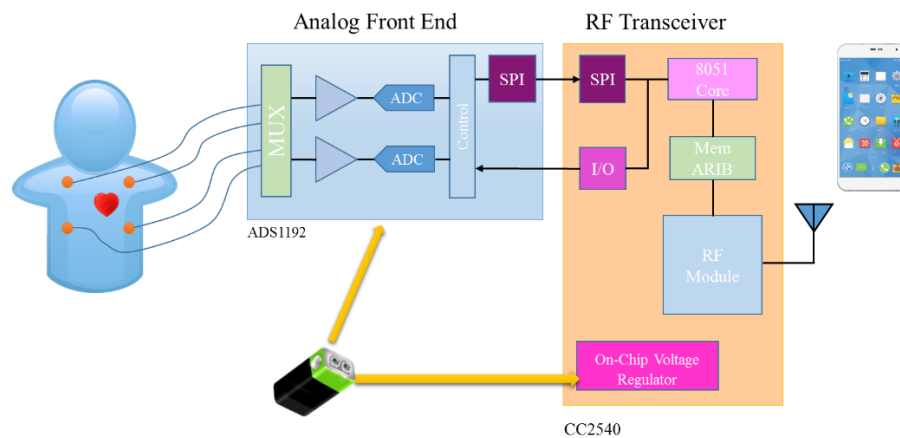 Analog Front End
RF Transceiver
MUX
ADC
ADC
Control
SPI
SPI
8051
Core
I/O
Mem
ARIB
RF
Module
ADS1192
On-Chip Voltage
Regulator
CC2540